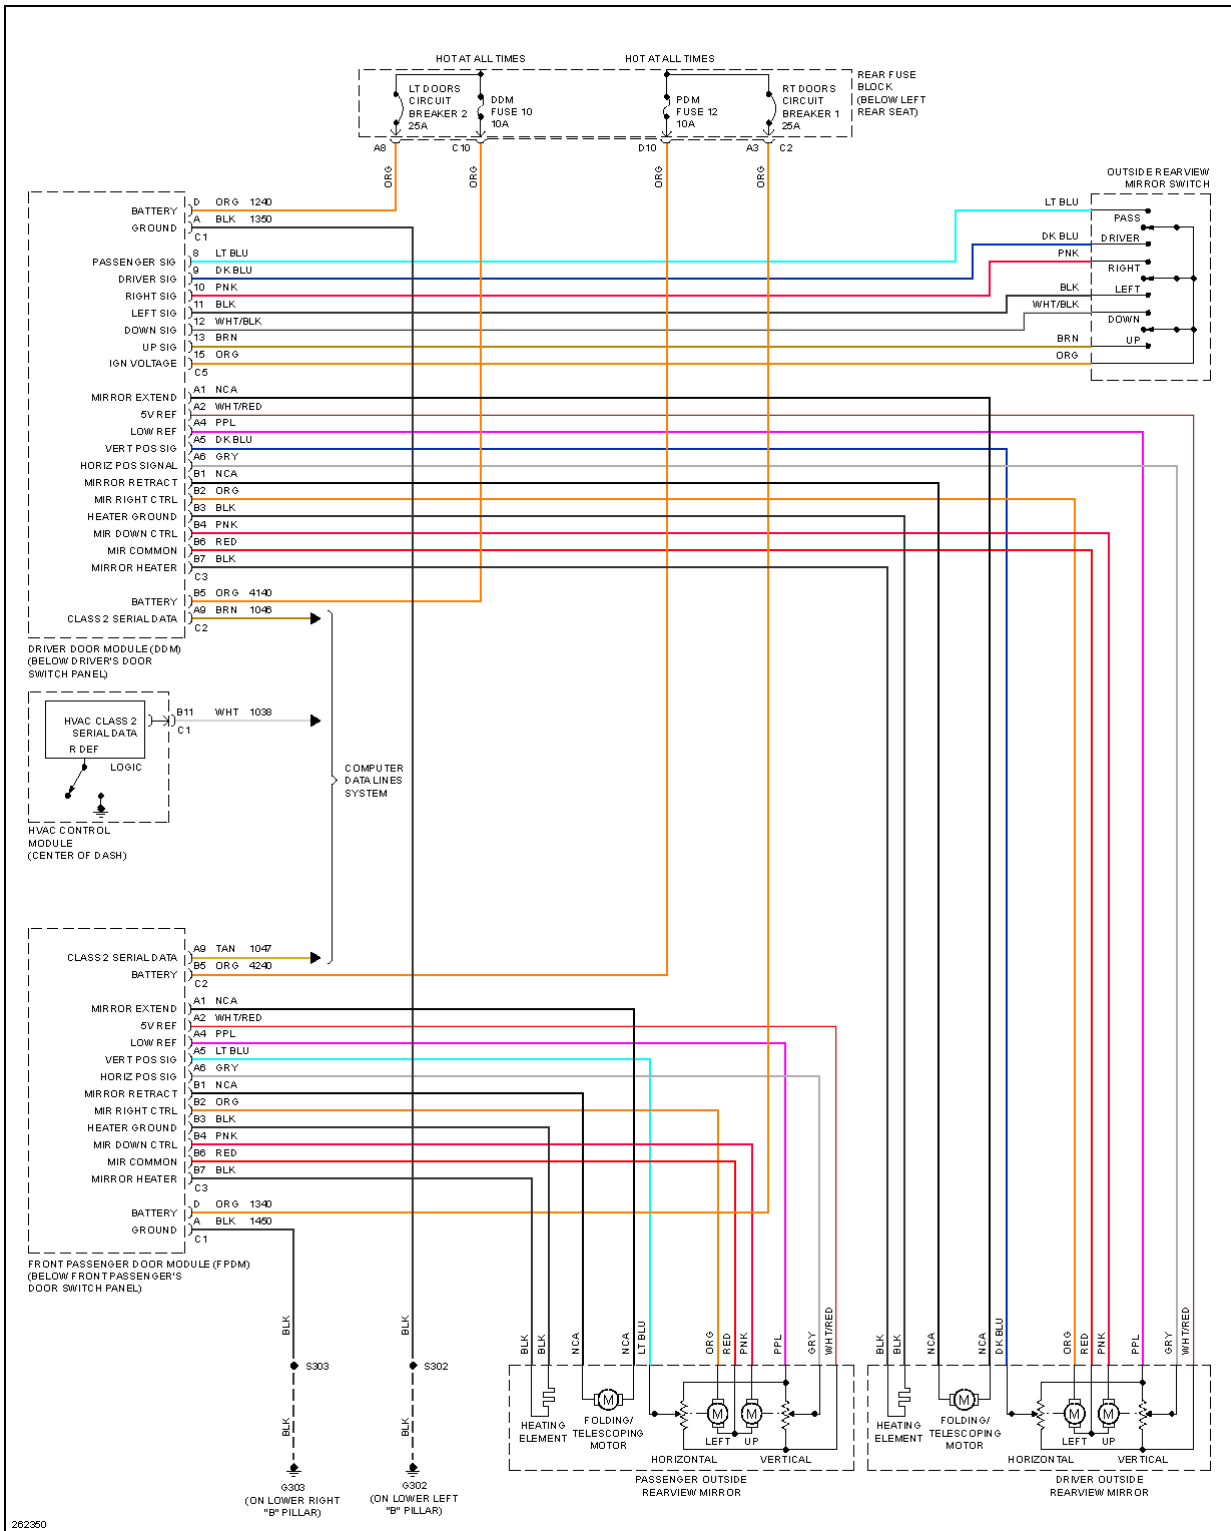 HOT AT ALL TIMES
HOT AT ALL TIMES
LT DOORS
CIRCUIT
BREAKER 2
25A
DDM
FUSE 10
10A
PDM
FUSE 12
10A
RT DOORS
CIRCUIT
BREAKER 1
25A
REAR FUSE
BLOCK
(BELOW LEFT
REAR SEAT)
A8
C10
D10
A3
C2
ORG
ORG
ORG
ORG
OUTSIDE REARVIEW
MIRROR SWITCH
LT BLU
PASS
DK BLU
DRIVER
PNK
RIGHT
BLK
LEFT
WHT/BLK
DOWN
BRN
UP
ORG
BATTERY D ORG 1240
GROUND A BLK 1350
C1
PASSENGER SIG 8 LT BLU
DRIVER SIG 9 DK BLU
RIGHT SIG 10 PNK
LEFT SIG 11 BLK
DOWN SIG 12 WHT/BLK
UP SIG 13 BRN
IGN VOLTAGE 15 ORG
C5
MIRROR EXTEND A1 NCA
5V REF A2 WHT/RED
LOW REF A4 PPL
VERT POS SIG A5 DK BLU
HORIZ POS SIGNAL A6 GRY
MIRROR RETRACT B1 NCA
MIR RIGHT CTRL B2 ORG
HEATER GROUND B3 BLK
MIR DOWN CTRL B4 PNK
MIR COMMON B6 RED
MIRROR HEATER B7 BLK
C3
BATTERY B5 ORG 4140
CLASS 2 SERIAL DATA A9 BRN 1046
C2
DRIVER DOOR MODULE (DDM)
(BELOW DRIVER'S DOOR
SWITCH PANEL)
HVAC CLASS 2
SERIAL DATA
R DEF
LOGIC
B11 WHT 1038
C1
HVAC CONTROL
MODULE
(CENTER OF DASH)
COMPUTER
DATA LINES
SYSTEM
CLASS 2 SERIAL DATA A9 TAN 1047
BATTERY B5 ORG 4240
C2
MIRROR EXTEND A1 NCA
5V REF A2 WHT/RED
LOW REF A4 PPL
VERT POS SIG A5 LT BLU
HORIZ POS SIG A6 GRY
MIRROR RETRACT B1 NCA
MIR RIGHT CTRL B2 ORG
HEATER GROUND B3 BLK
MIR DOWN CTRL B4 PNK
MIR COMMON B6 RED
MIRROR HEATER B7 BLK
C3
BATTERY D ORG 1340
GROUND A BLK 1450
C1
FRONT PASSENGER DOOR MODULE (FPDM)
(BELOW FRONT PASSENGER'S
DOOR SWITCH PANEL)
BLK
S303
BLK
G303
(ON LOWER RIGHT
"B" PILLAR)
BLK
S302
BLK
G302
(ON LOWER LEFT
"B" PILLAR)
BLK
BLK
NCA
NCA
LT BLU
ORG
RED
PNK
PPL
GRY
WHT/RED
HEATING
ELEMENT
M
FOLDING/
TELESCOPING
MOTOR
M
M
LEFT
UP
HORIZONTAL
VERTICAL
PASSENGER OUTSIDE
REARVIEW MIRROR
BLK
BLK
NCA
NCA
DK BLU
ORG
RED
PNK
PPL
GRY
WHT/RED
HEATING
ELEMENT
M
FOLDING/
TELESCOPING
MOTOR
M
M
LEFT
UP
HORIZONTAL
VERTICAL
DRIVER OUTSIDE
REARVIEW MIRROR
262350